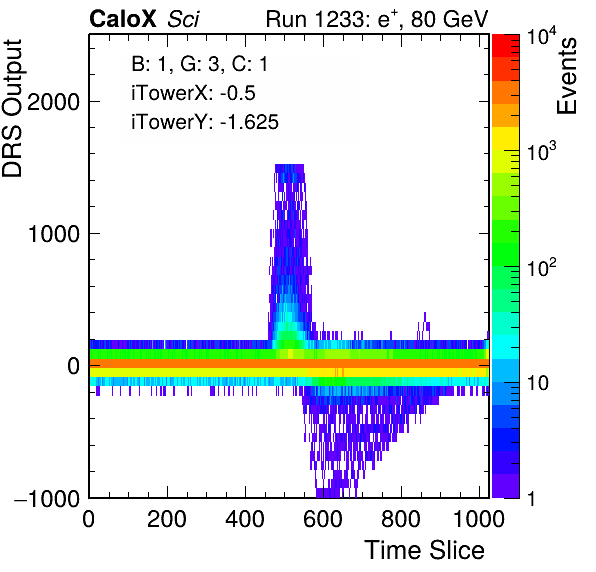 CaloX Sci
Run 1233: e⁺, 80 GeV
B: 1, G: 3, C: 1
iTowerX: -0.5
iTowerY: -1.625
DRS Output
2000
1000
0
−1000
0 200 400 600 800 1000
Time Slice
Events
10⁴
10³
10²
10
1